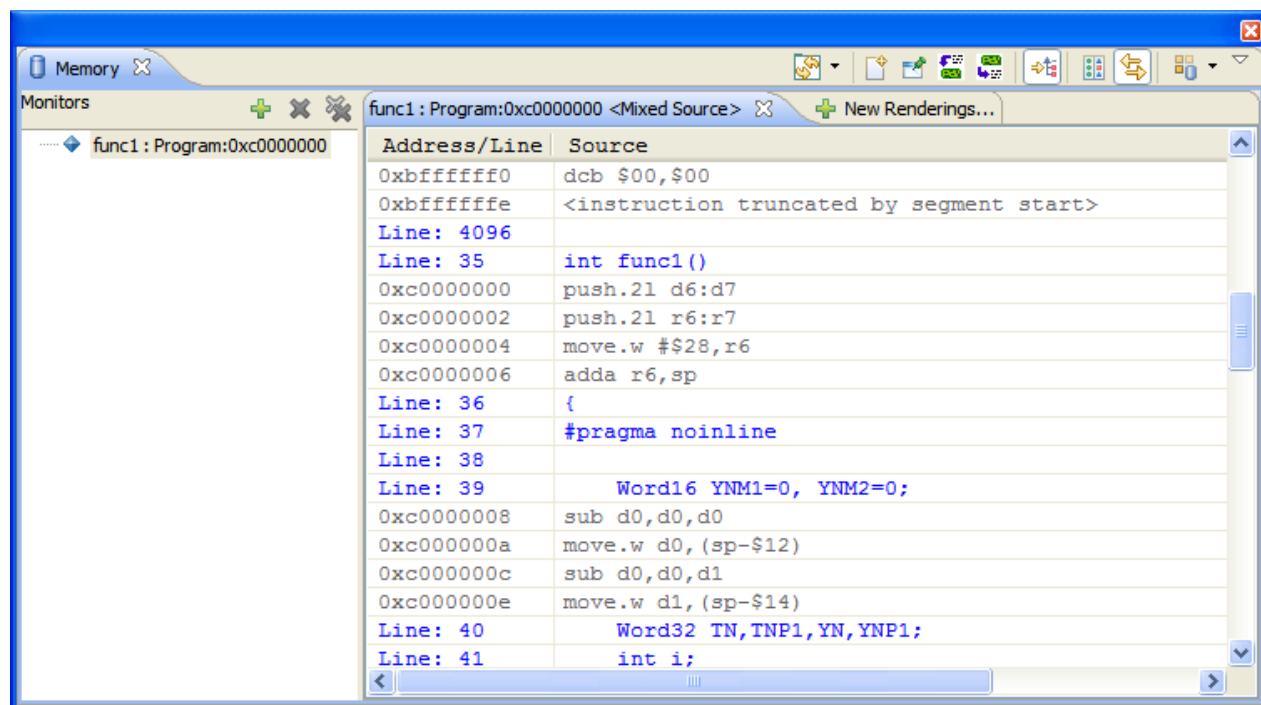 Memory
Monitors
func1 : Program:0xc0000000 <Mixed Source>
New Renderings...
func1 : Program:0xc0000000
Address/Line Source
0xbffffff0 dcb $00,$00
0xbffffffe <instruction truncated by segment start>
Line: 4096
Line: 35 int func1()
0xc0000000 push.2l d6:d7
0xc0000002 push.2l r6:r7
0xc0000004 move.w #$28,r6
0xc0000006 adda r6,sp
Line: 36 {
Line: 37 #pragma noinline
Line: 38
Line: 39 Word16 YNM1=0, YNM2=0;
0xc0000008 sub d0,d0,d0
0xc000000a move.w d0,(sp-$12)
0xc000000c sub d0,d0,d1
0xc000000e move.w d1,(sp-$14)
Line: 40 Word32 TN,TNP1,YN,YNP1;
Line: 41 int i;